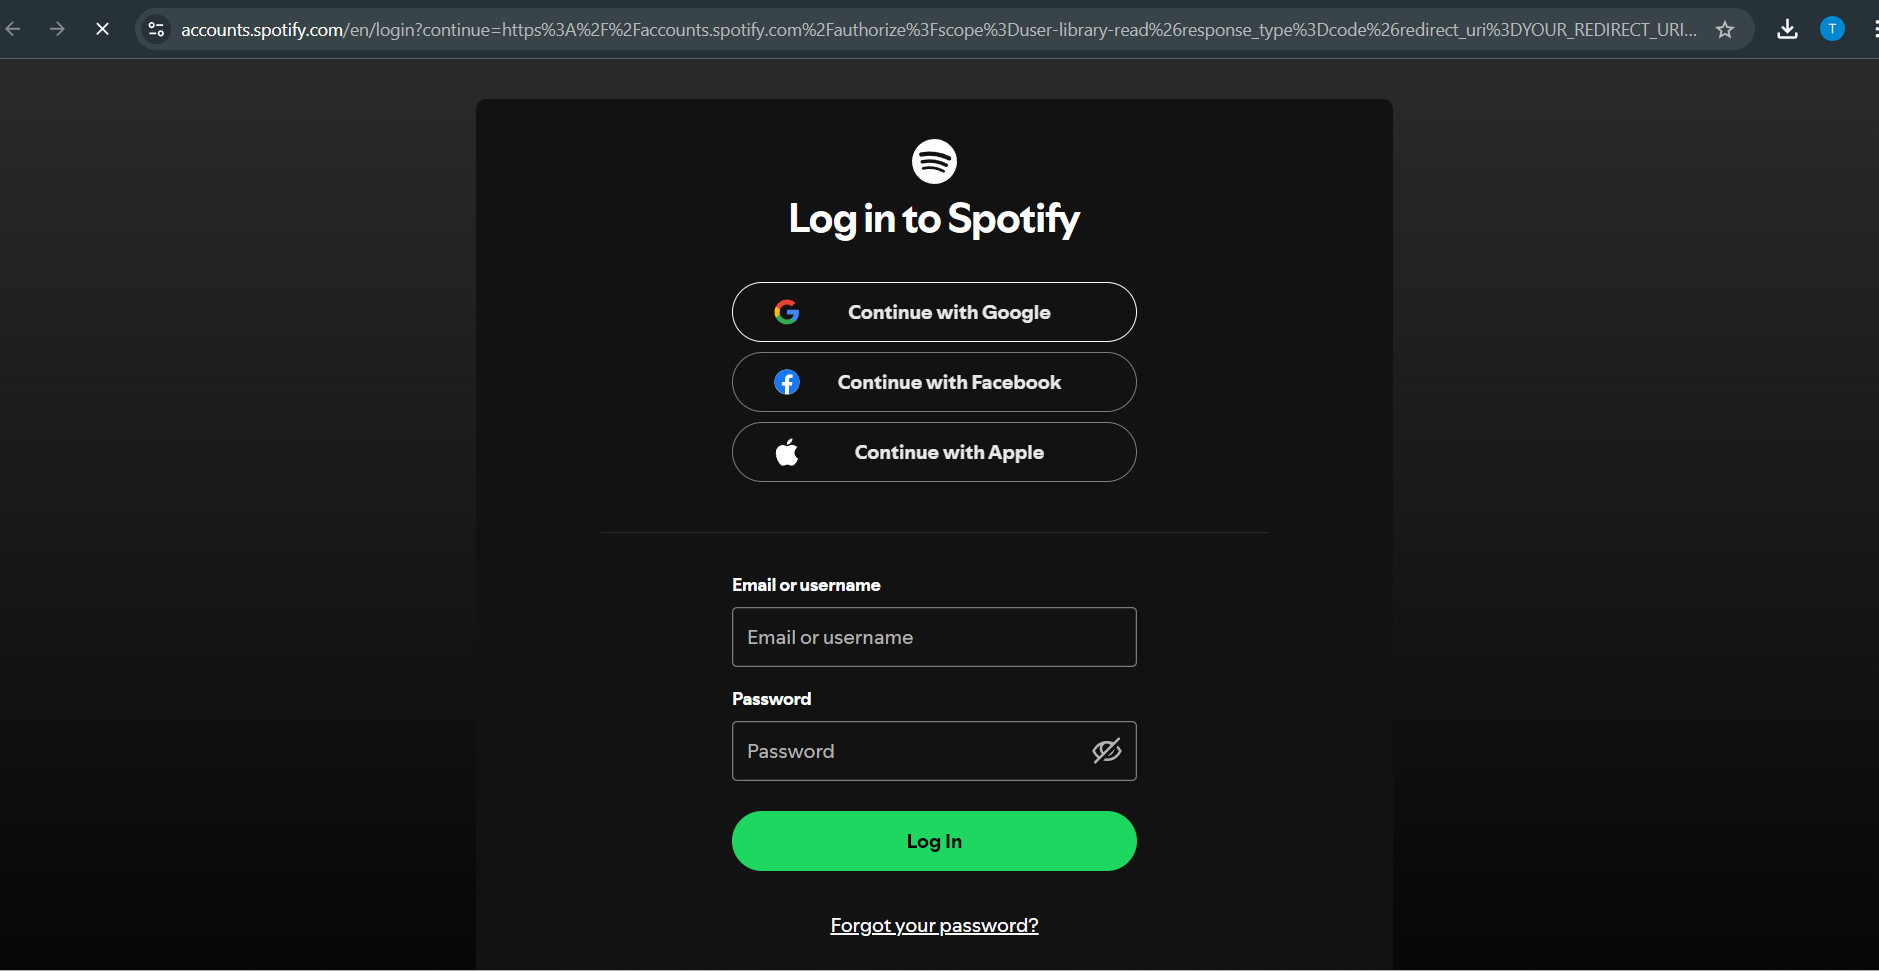 accounts.spotify.com/en/login?continue=https%3A%2F%2Faccounts.spotify.com%2Fauthorize%3Fscope%3Duser-library-read%26response_type%3Dcode%26redirect_uri%3DYOUR_REDIRECT_URI...
T
Log in to Spotify
Continue with Google
Continue with Facebook
Continue with Apple
Email or username
Email or username
Password
Password
Log In
Forgot your password?